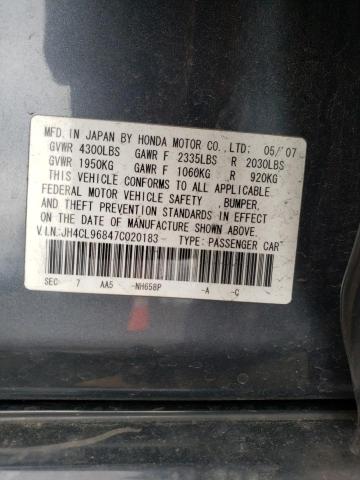 MFD. IN JAPAN BY HONDA MOTOR CO., LTD: 05/'07
GVWR 4300LBS GAWR F 2335LBS R 2030LBS
GVWR 1950KG GAWR F 1060KG R 920KG
THIS VEHICLE CONFORMS TO ALL APPLICABLE
FEDERAL MOTOR VEHICLE SAFETY ,BUMPER,
AND THEFT PREVENTION STANDARDS IN EFFECT
ON THE DATE OF MANUFACTURE SHOWN ABOVE.
V.I.N:JH4CL96847C020183- TYPE: PASSENGER CAR
SEC 7 AA5 -NH658P -A -C